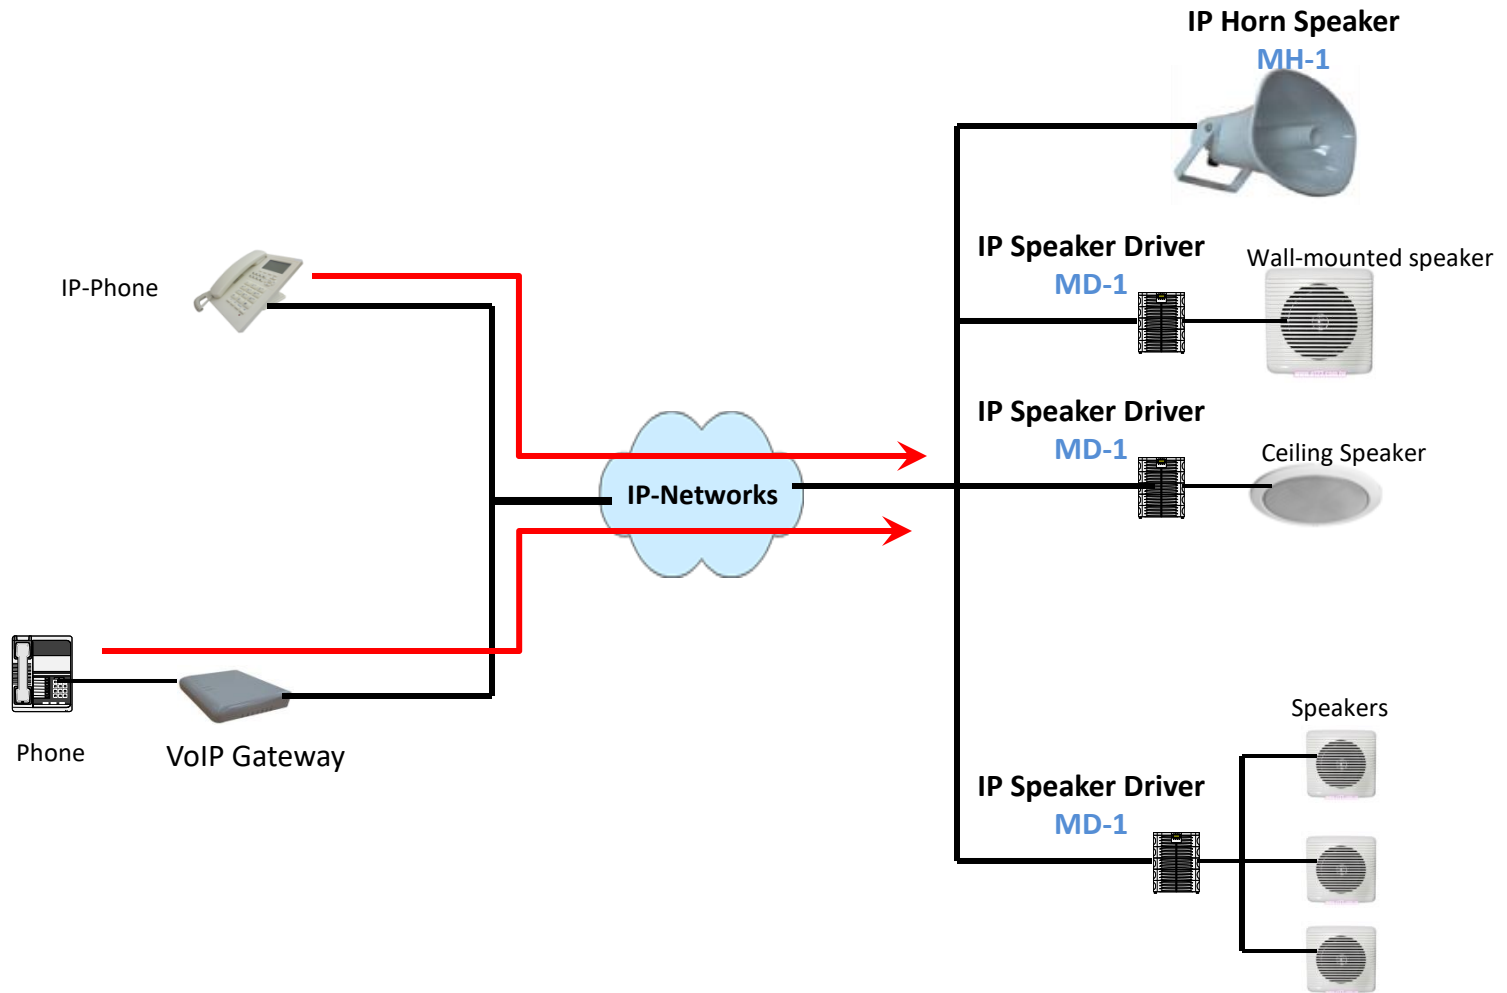 IP Horn Speaker
MH-1
IP Speaker Driver
MD-1
Wall-mounted speaker
IP-Phone
IP Speaker Driver
MD-1
Ceiling Speaker
IP-Networks
Phone
VoIP Gateway
Speakers
IP Speaker Driver
MD-1